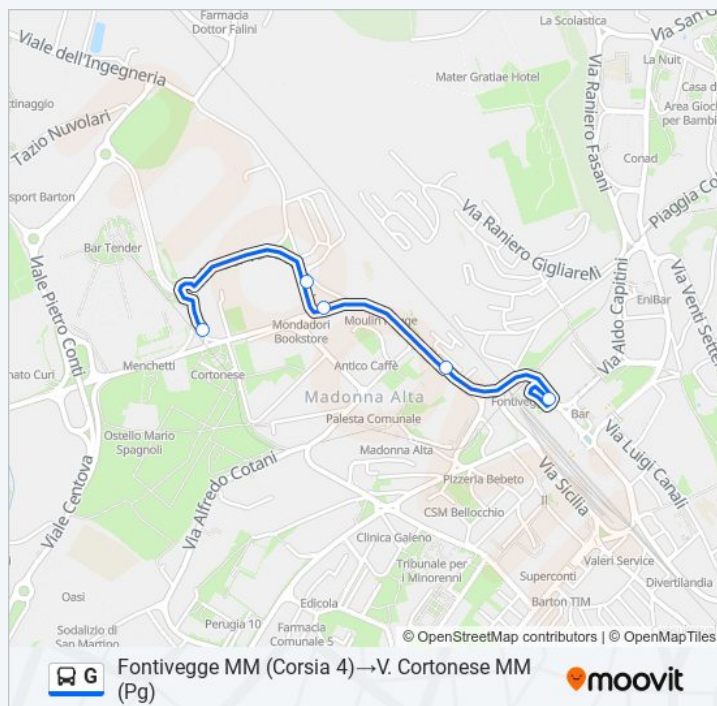 Farmacia
Dottor Falini
Viale dell'Ingegneria
La Scolastica
Via San G
La Nuit
Mater Gratiae Hotel
Via Raniero Fasani
Casa d
Area Gioc
per Bambi
ttinaggio
Tazio Nuvolari
Conad
sport Barton
Piaggia Co
Via Raniero Gigliarelli
Bar Tender
Viale Pietro Conti
EniBar
Via Venti Sette
Via Aldo Capitini
Mondadori
Bookstore
Moulin Rouge
Menchetti
nato Curi
Cortonese
Antico Caffè
Madonna Alta
Palesta Comunale
Fontivegge
Bar
Ostello Mario
Spagnoli
Madonna Alta
Via Luigi Canali
Via Alfredo Cotani
Pizzeria Bebeto
Via Sicilia
Il
Viale Centova
CSM Bellocchio
Clinica Galeno
Tribunale per
i Minorenni
Valeri Service
Superconti
Divertilandia
Oasi
Edicola
Barton TIM
Perugia 10
Sodalizio di
San Martino
Farmacia
Comunale 5
© OpenStreetMap contributors | © OpenMapTiles
G
Fontivegge MM (Corsia 4)→V. Cortonese MM
(Pg)
moovit